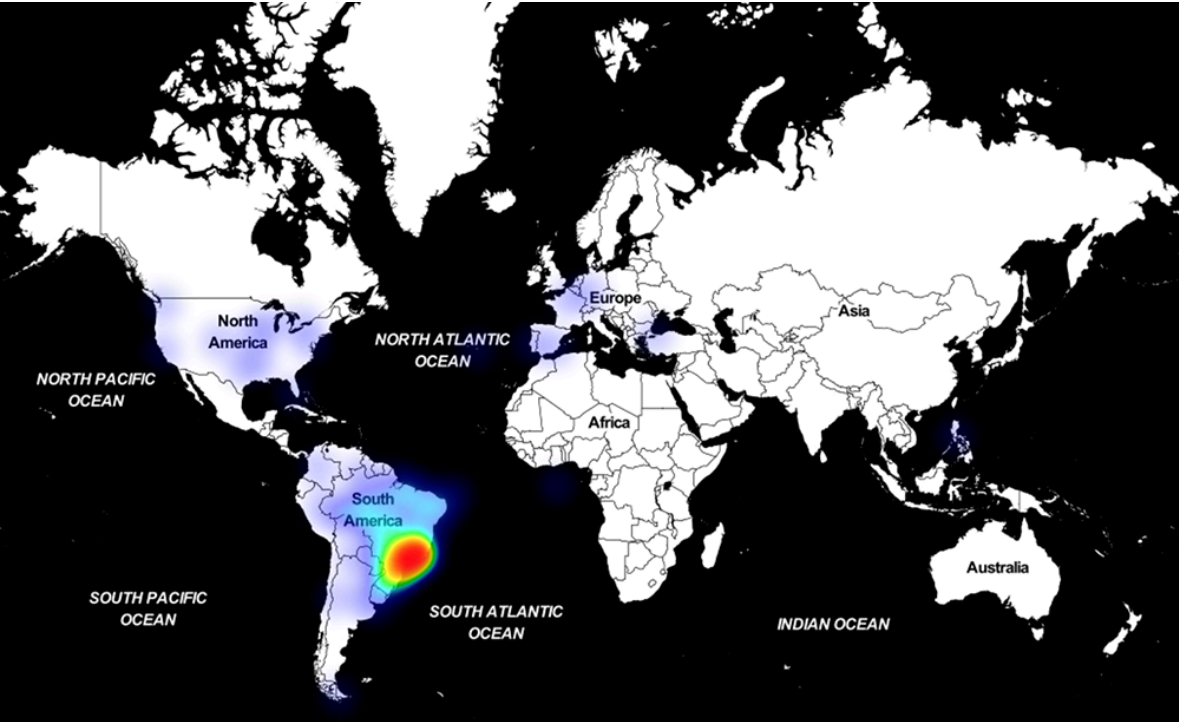 Europe
Asia
North
America
NORTH ATLANTIC
OCEAN
NORTH PACIFIC
OCEAN
Africa
South
America
Australia
SOUTH PACIFIC
OCEAN
SOUTH ATLANTIC
OCEAN
INDIAN OCEAN